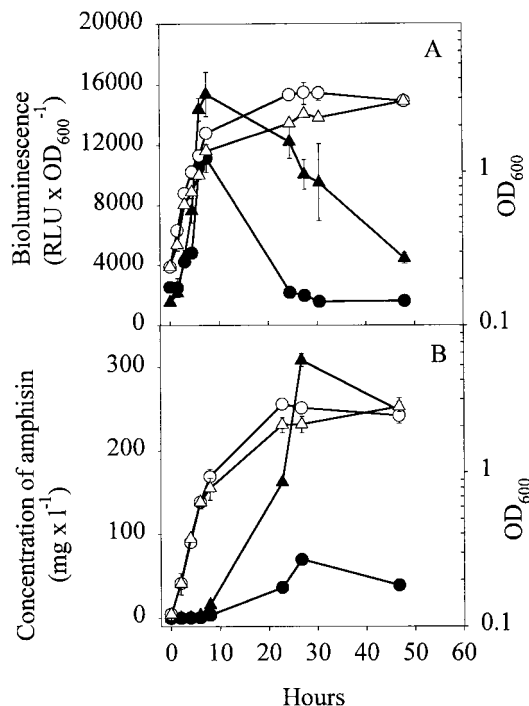 20000
16000
12000
8000
4000
0
Bioluminescence
(RLU x OD600-1)
A
1
0.1
OD600
300
200
100
0
Concentration of amphisin
(mg x l-1)
B
1
0.1
OD600
0 10 20 30 40 50 60
Hours